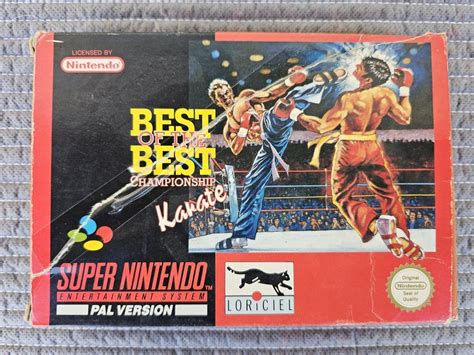 LICENSED BY
Nintendo
BEST
OF THE
BEST
CHAMPIONSHIP
Karate
SUPER NINTENDO
ENTERTAINMENT SYSTEM
PAL VERSION
LORICIEL
Original
Nintendo
Seal of
Quality